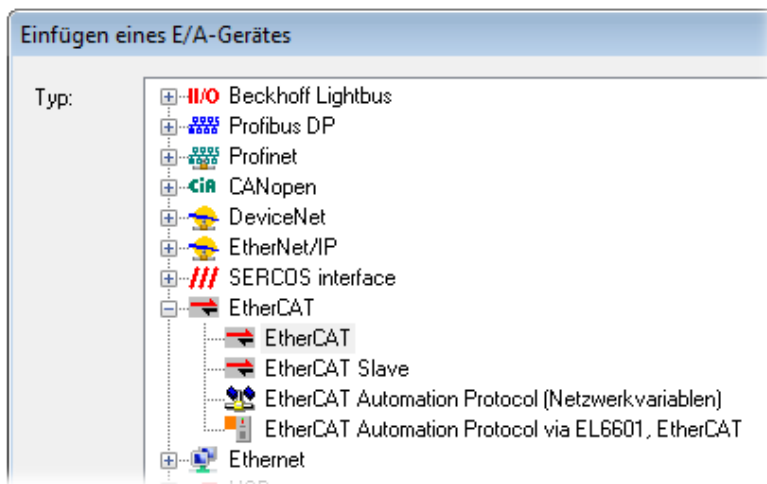 Einfügen eines E/A-Gerätes
Typ:
II/O Beckhoff Lightbus
Profibus DP
Profinet
CiA CANopen
DeviceNet
EtherNet/IP
SERCOS interface
EtherCAT
EtherCAT
EtherCAT Slave
EtherCAT Automation Protocol (Netzwerkvariablen)
EtherCAT Automation Protocol via EL6601, EtherCAT
Ethernet